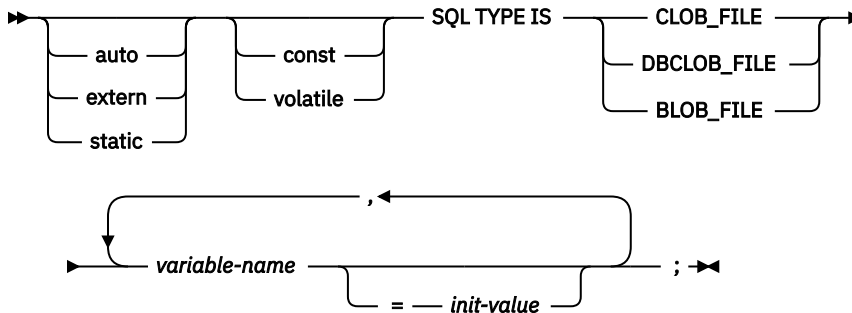 SQL TYPE IS CLOB_FILE
auto const DBCLOB_FILE
extern volatile BLOB_FILE
static
,
variable-name ;
= init-value